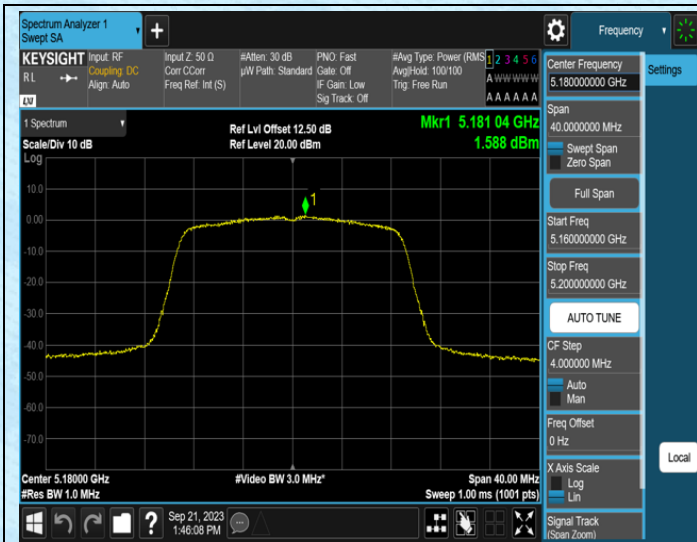 Spectrum Analyzer 1
Swept SA
Frequency
KEYSIGHT
RL
LXI
Input: RF
Coupling: DC
Align: Auto
Input Z: 50 Ω
Corr CCorr
Freq Ref: Int (S)
#Atten: 30 dB
µW Path: Standard
PNO: Fast
Gate: Off
IF Gain: Low
Sig Track: Off
#Avg Type: Power (RMS
Avg|Hold: 100/100
Trig: Free Run
1 2 3 4 5 6
A W W W W W
A A A A A A
1 Spectrum
Scale/Div 10 dB
Log
Ref Lvl Offset 12.50 dB
Ref Level 20.00 dBm
Mkr1 5.181 04 GHz
1.588 dBm
1
10.0
0.00
-10.0
-20.0
-30.0
-40.0
-50.0
-60.0
-70.0
Center 5.18000 GHz
#Res BW 1.0 MHz
#Video BW 3.0 MHz*
Span 40.00 MHz
Sweep 1.00 ms (1001 pts)
?
Sep 21, 2023
1:46:08 PM
Center Frequency
5.180000000 GHz
Span
40.0000000 MHz
Swept Span
Zero Span
Full Span
Start Freq
5.160000000 GHz
Stop Freq
5.200000000 GHz
AUTO TUNE
CF Step
4.000000 MHz
Auto
Man
Freq Offset
0 Hz
X Axis Scale
Log
Lin
Signal Track
(Span Zoom)
Settings
Local